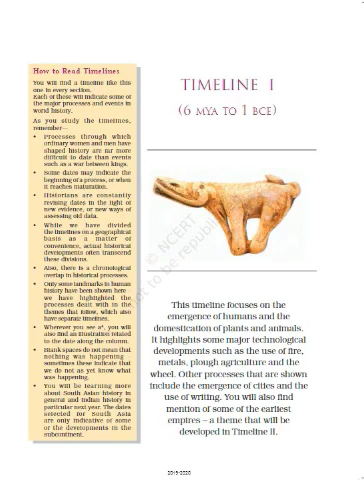 How to Read Timelines
You will find a timeline like this
one in every section.
Each of these will indicate some of
the major processes and events in
world history.
As you study the timelines,
remember—
• Processes through which
ordinary women and men have
shaped history are far more
difficult to date than events
such as a war between kings.
• Some dates may indicate the
beginning of a process, or when
it reaches maturation.
• Historians are constantly
revising dates in the light of
new evidence, or new ways of
assessing old data.
• While we have divided
the timelines on a geographical
basis as a matter of
convenience, actual historical
developments often transcend
these divisions.
• Also, there is a chronological
overlap in historical processes.
• Only some landmarks in human
history have been shown here –
we have highlighted the
processes dealt with in the
themes that follow, which also
have separate timelines.
• Wherever you see a*, you will
also find an illustration related
to the date along the column.
• Blank spaces do not mean that
nothing was happening –
sometimes these indicate that
we do not as yet know what
was happening.
• You will be learning more
about South Asian history in
general and Indian history in
particular next year. The dates
selected for South Asia
are only indicative of some
of the developments in the
subcontinent.
TIMELINE I
(6 MYA TO 1 BCE)
© NCERT
not to be republi
This timeline focuses on the
emergence of humans and the
domestication of plants and animals.
It highlights some major technological
developments such as the use of fire,
metals, plough agriculture and the
wheel. Other processes that are shown
include the emergence of cities and the
use of writing. You will also find
mention of some of the earliest
empires – a theme that will be
developed in Timeline II.
2019-2020